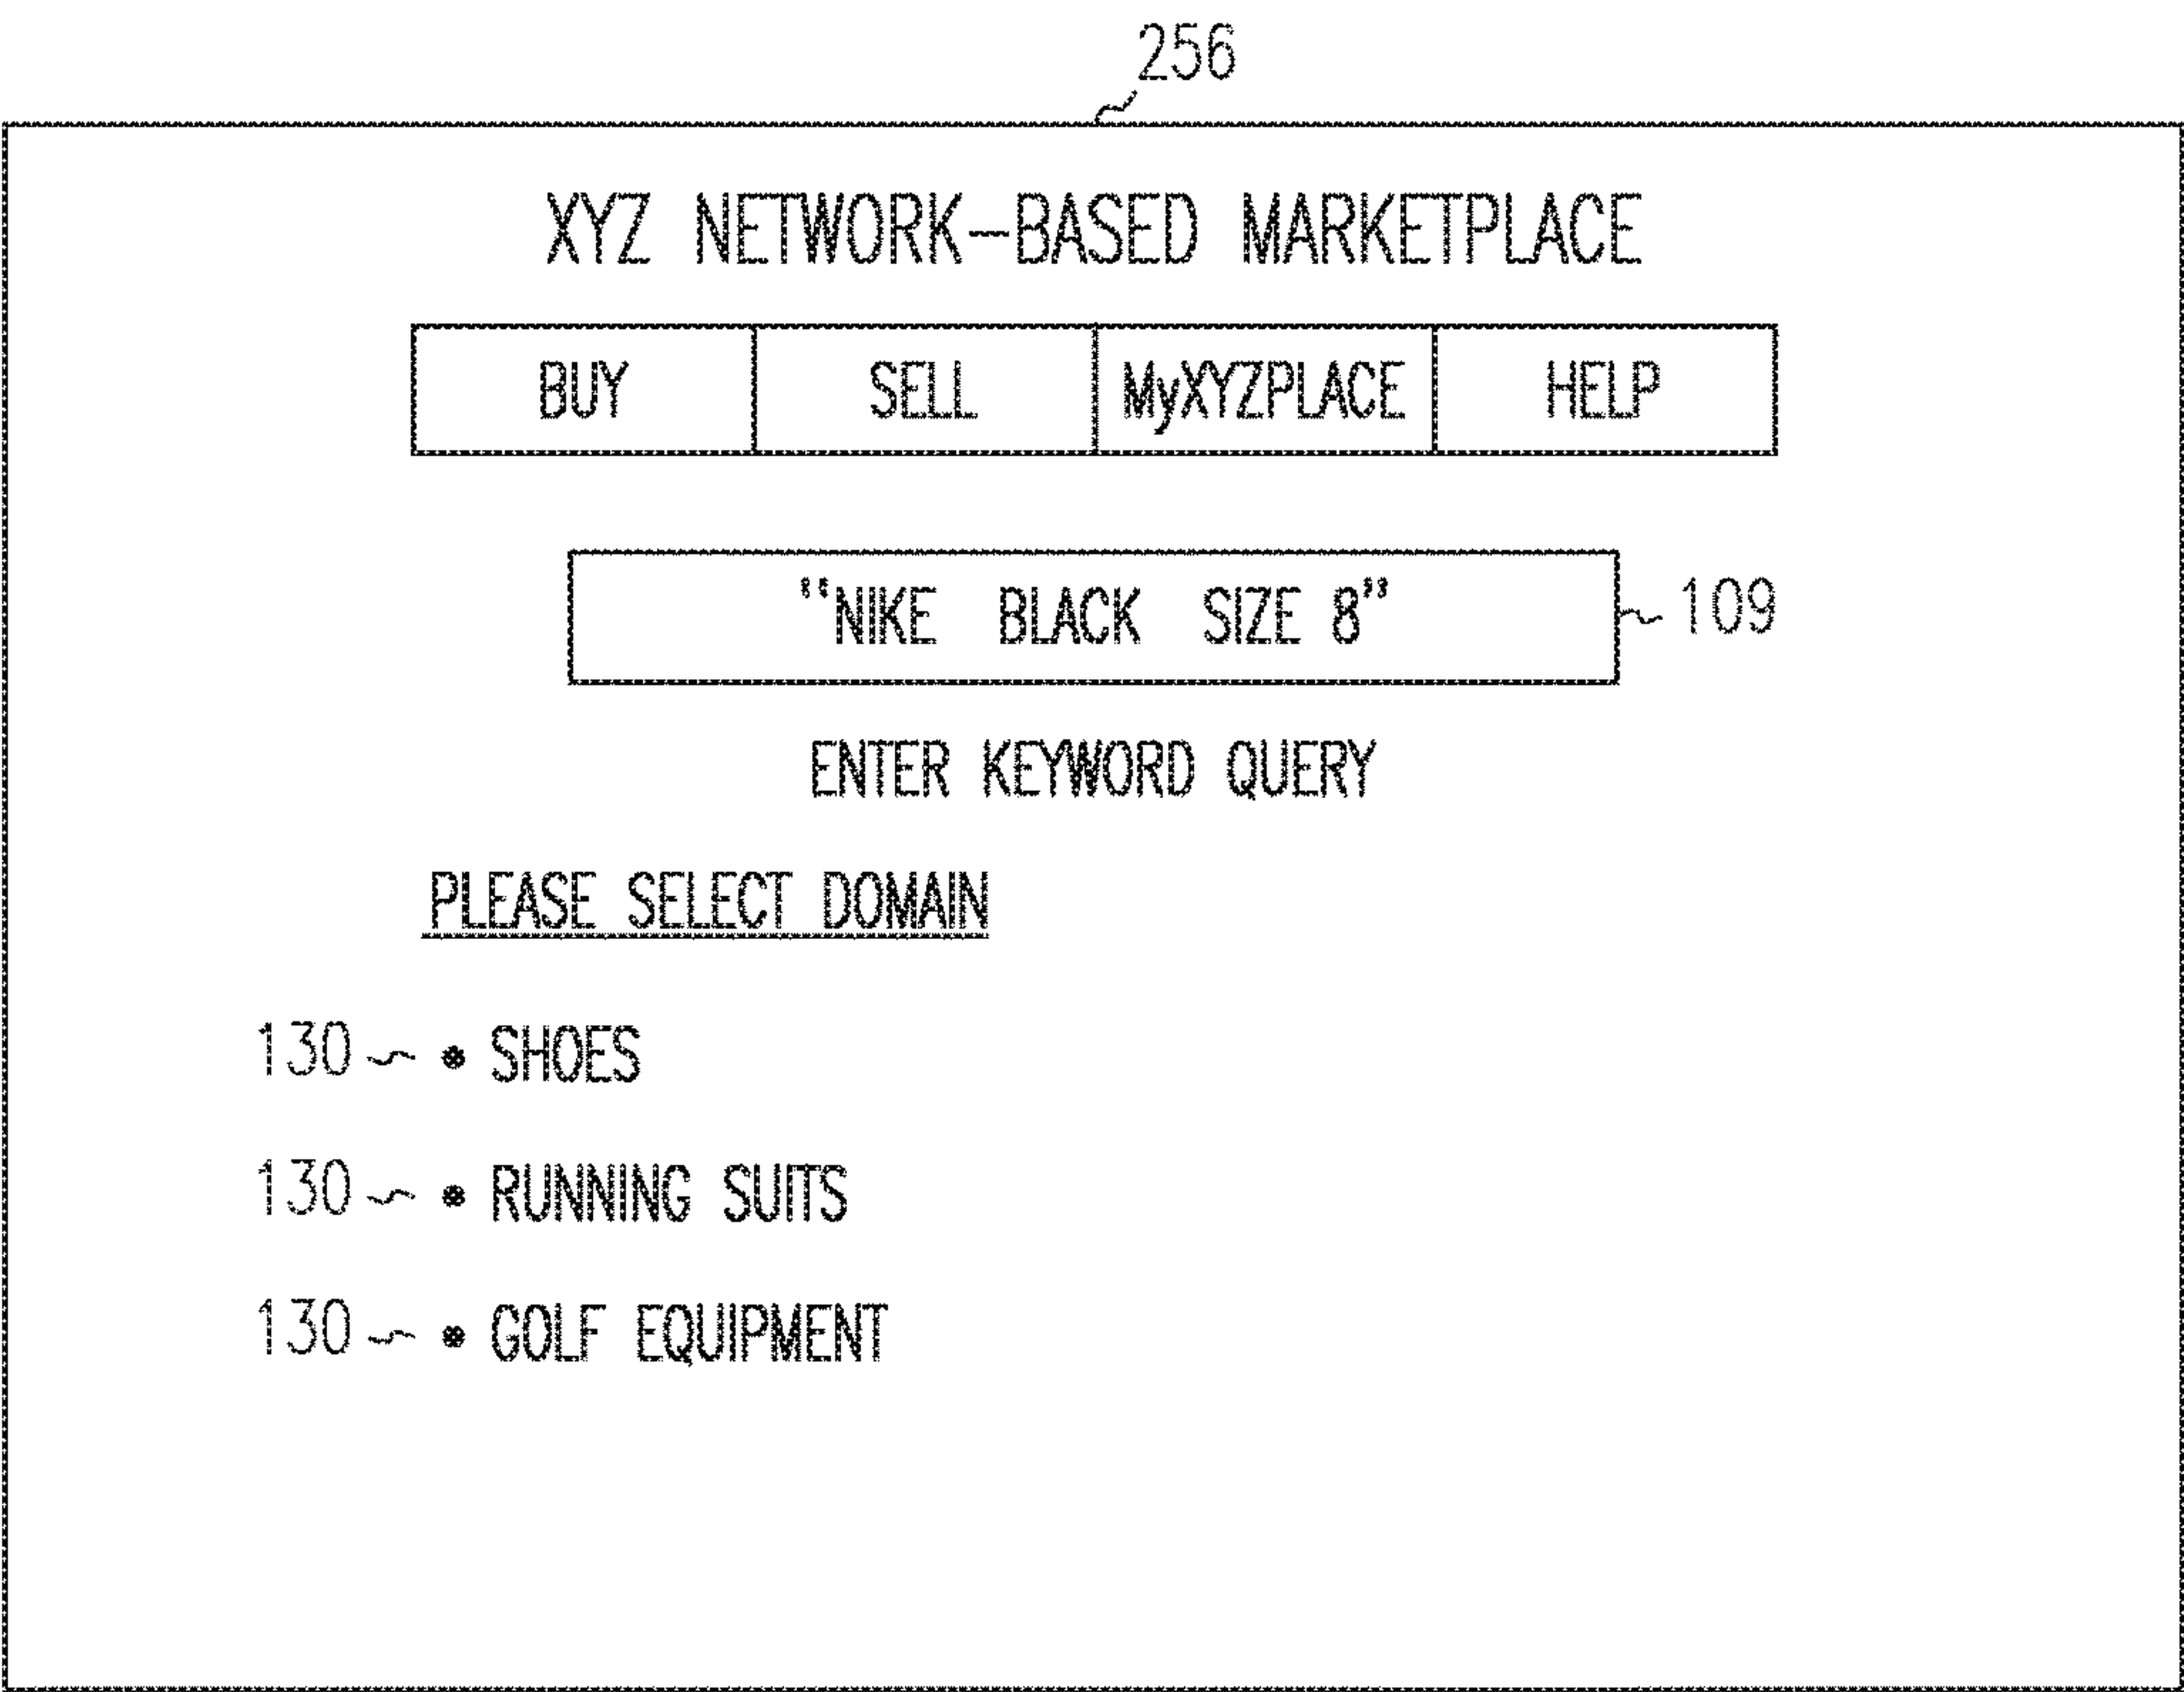 256
XYZ NETWORK-BASED MARKETPLACE
BUY SELL MyXYZPLACE HELP
"NIKE BLACK SIZE 8" 109
ENTER KEYWORD QUERY
PLEASE SELECT DOMAIN
130 • SHOES
130 • RUNNING SUITS
130 • GOLF EQUIPMENT